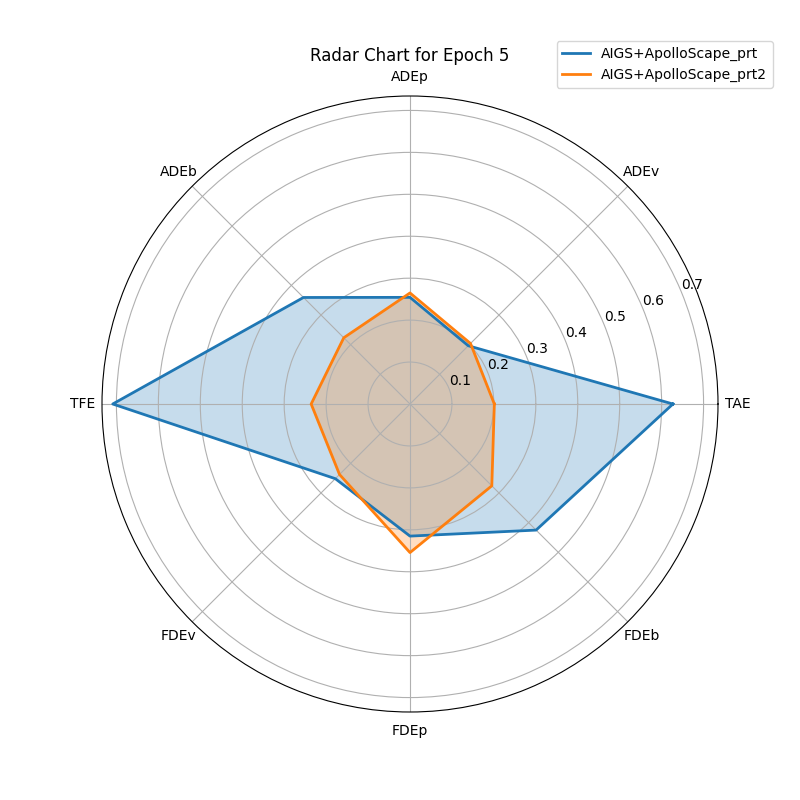 Radar Chart for Epoch 5
AIGS+ApolloScape_prt
AIGS+ApolloScape_prt2
ADEp
ADEb
ADEv
0.7
0.6
0.5
0.4
0.3
0.2
0.1
TFE
TAE
FDEv
FDEb
FDEp